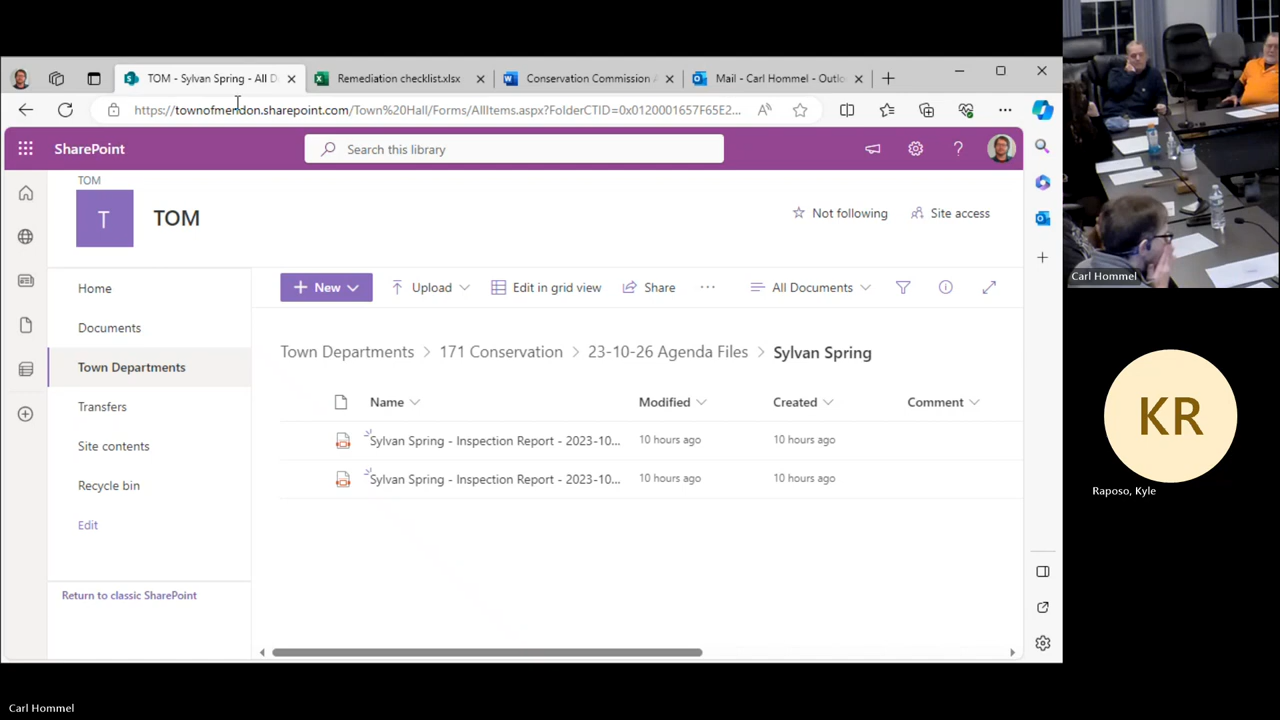 TOM - Sylvan Spring - All D
Remediation checklist.xlsx
Conservation Commission A
Mail - Carl Hommel - Outlo
https://townofmendon.sharepoint.com/Town%20Hall/Forms/AllItems.aspx?FolderCTID=0x0120001657F65E2...
SharePoint
Search this library
TOM
T
TOM
Not following
Site access
Home
Documents
Town Departments
Transfers
Site contents
Recycle bin
Edit
Return to classic SharePoint
New
Upload
Edit in grid view
Share
All Documents
Town Departments > 171 Conservation > 23-10-26 Agenda Files > Sylvan Spring
Name Modified Created Comment
Sylvan Spring - Inspection Report - 2023-10... 10 hours ago 10 hours ago
Sylvan Spring - Inspection Report - 2023-10... 10 hours ago 10 hours ago
Carl Hommel
KR
Raposo, Kyle
Carl Hommel